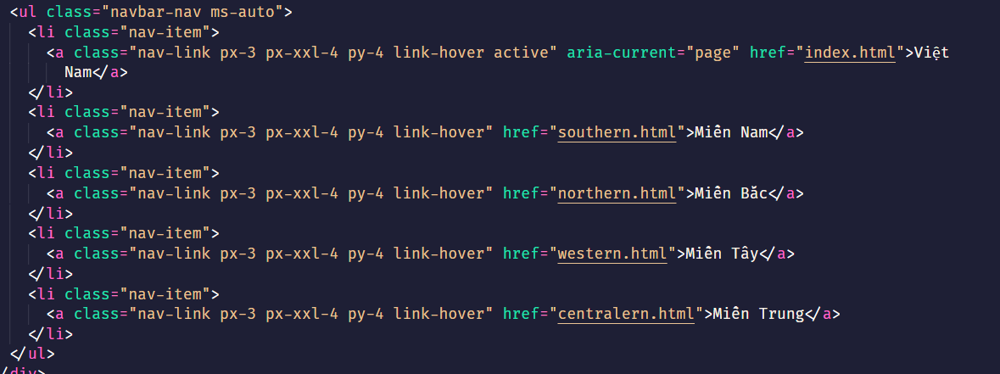 <ul class="navbar-nav ms-auto">
<li class="nav-item">
<a class="nav-link px-3 px-xxl-4 py-4 link-hover active" aria-current="page" href="index.html">Việt
Nam</a>
</li>
<li class="nav-item">
<a class="nav-link px-3 px-xxl-4 py-4 link-hover" href="southern.html">Miền Nam</a>
</li>
<li class="nav-item">
<a class="nav-link px-3 px-xxl-4 py-4 link-hover" href="northern.html">Miền Bắc</a>
</li>
<li class="nav-item">
<a class="nav-link px-3 px-xxl-4 py-4 link-hover" href="western.html">Miền Tây</a>
</li>
<li class="nav-item">
<a class="nav-link px-3 px-xxl-4 py-4 link-hover" href="centralern.html">Miền Trung</a>
</li>
</ul>
/div>